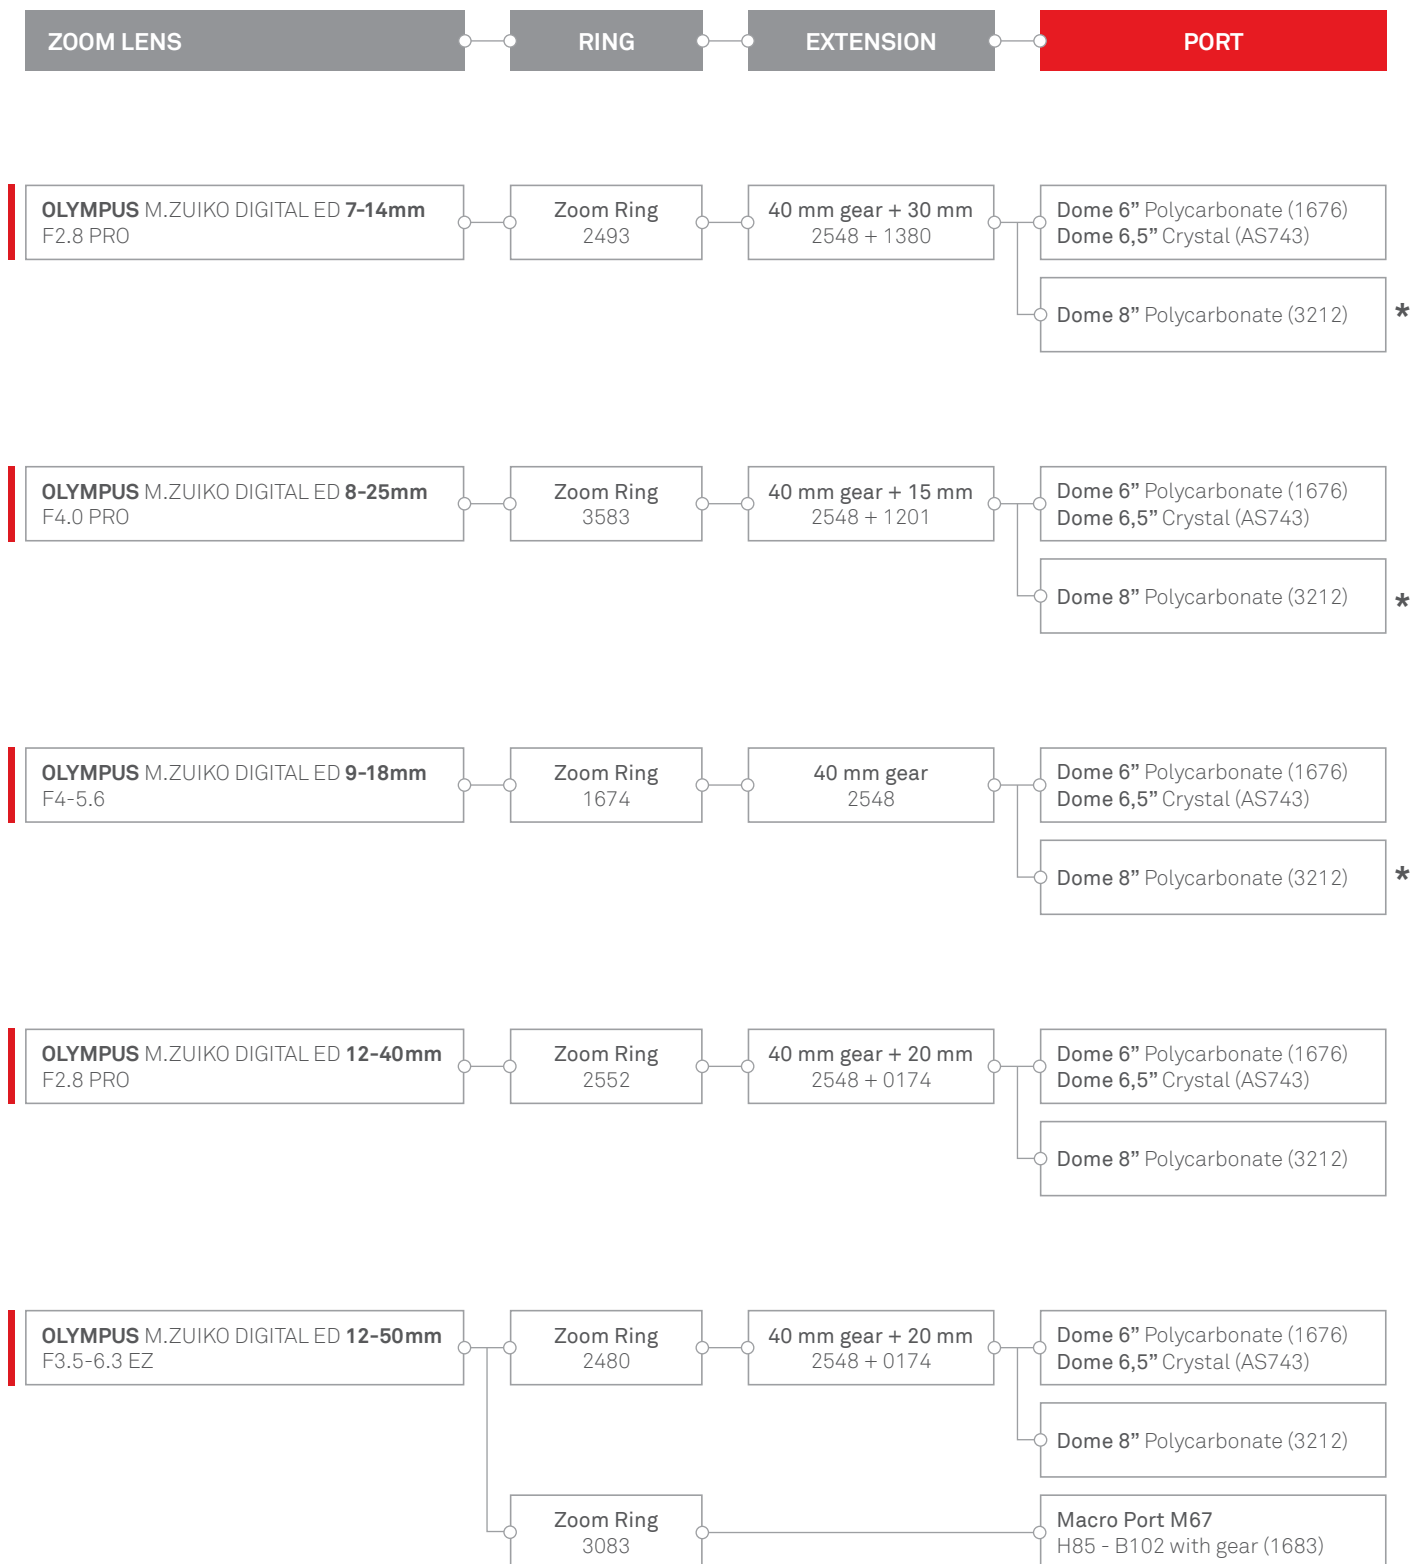 ZOOM LENS
RING
EXTENSION
PORT
OLYMPUS M.ZUIKO DIGITAL ED 7-14mm
F2.8 PRO
Zoom Ring
2493
40 mm gear + 30 mm
2548 + 1380
Dome 6” Polycarbonate (1676)
Dome 6,5” Crystal (AS743)
Dome 8” Polycarbonate (3212)
*
OLYMPUS M.ZUIKO DIGITAL ED 8-25mm
F4.0 PRO
Zoom Ring
3583
40 mm gear + 15 mm
2548 + 1201
Dome 6” Polycarbonate (1676)
Dome 6,5” Crystal (AS743)
Dome 8” Polycarbonate (3212)
*
OLYMPUS M.ZUIKO DIGITAL ED 9-18mm
F4-5.6
Zoom Ring
1674
40 mm gear
2548
Dome 6” Polycarbonate (1676)
Dome 6,5” Crystal (AS743)
Dome 8” Polycarbonate (3212)
*
OLYMPUS M.ZUIKO DIGITAL ED 12-40mm
F2.8 PRO
Zoom Ring
2552
40 mm gear + 20 mm
2548 + 0174
Dome 6” Polycarbonate (1676)
Dome 6,5” Crystal (AS743)
Dome 8” Polycarbonate (3212)
OLYMPUS M.ZUIKO DIGITAL ED 12-50mm
F3.5-6.3 EZ
Zoom Ring
2480
40 mm gear + 20 mm
2548 + 0174
Dome 6” Polycarbonate (1676)
Dome 6,5” Crystal (AS743)
Dome 8” Polycarbonate (3212)
Zoom Ring
3083
Macro Port M67
H85 - B102 with gear (1683)